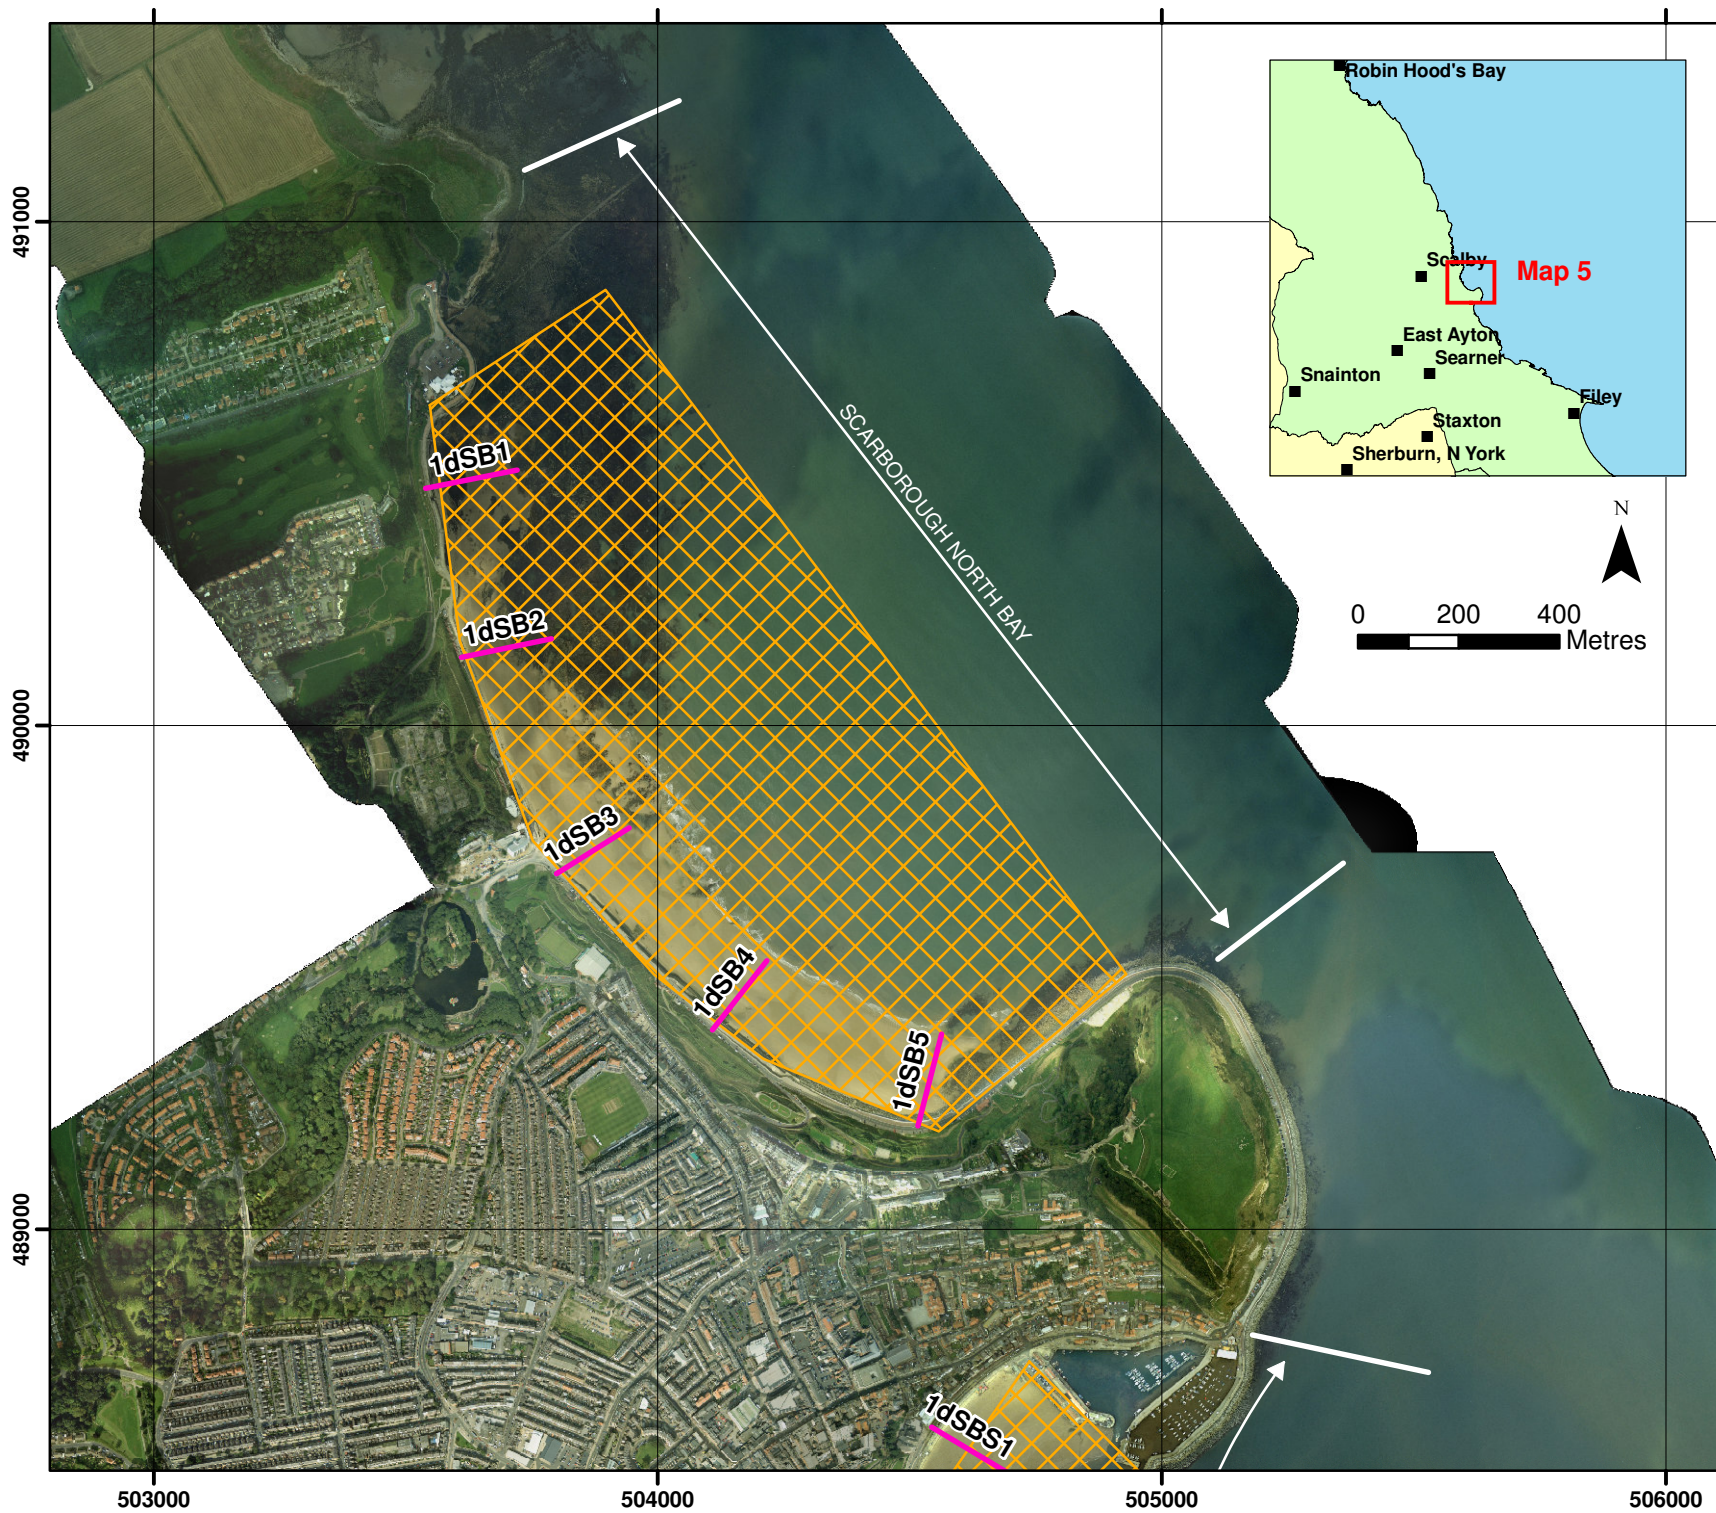 Robin Hood's Bay
Scalby
Map 5
East Ayton
Searner
Snainton
Filey
Staxton
Sherburn, N York
N
0 200 400
Metres
491000
490000
489000
SCARBOROUGH NORTH BAY
1dSB1
1dSB2
1dSB3
1dSB4
1dSB5
1dSBS1
503000 504000 505000 506000